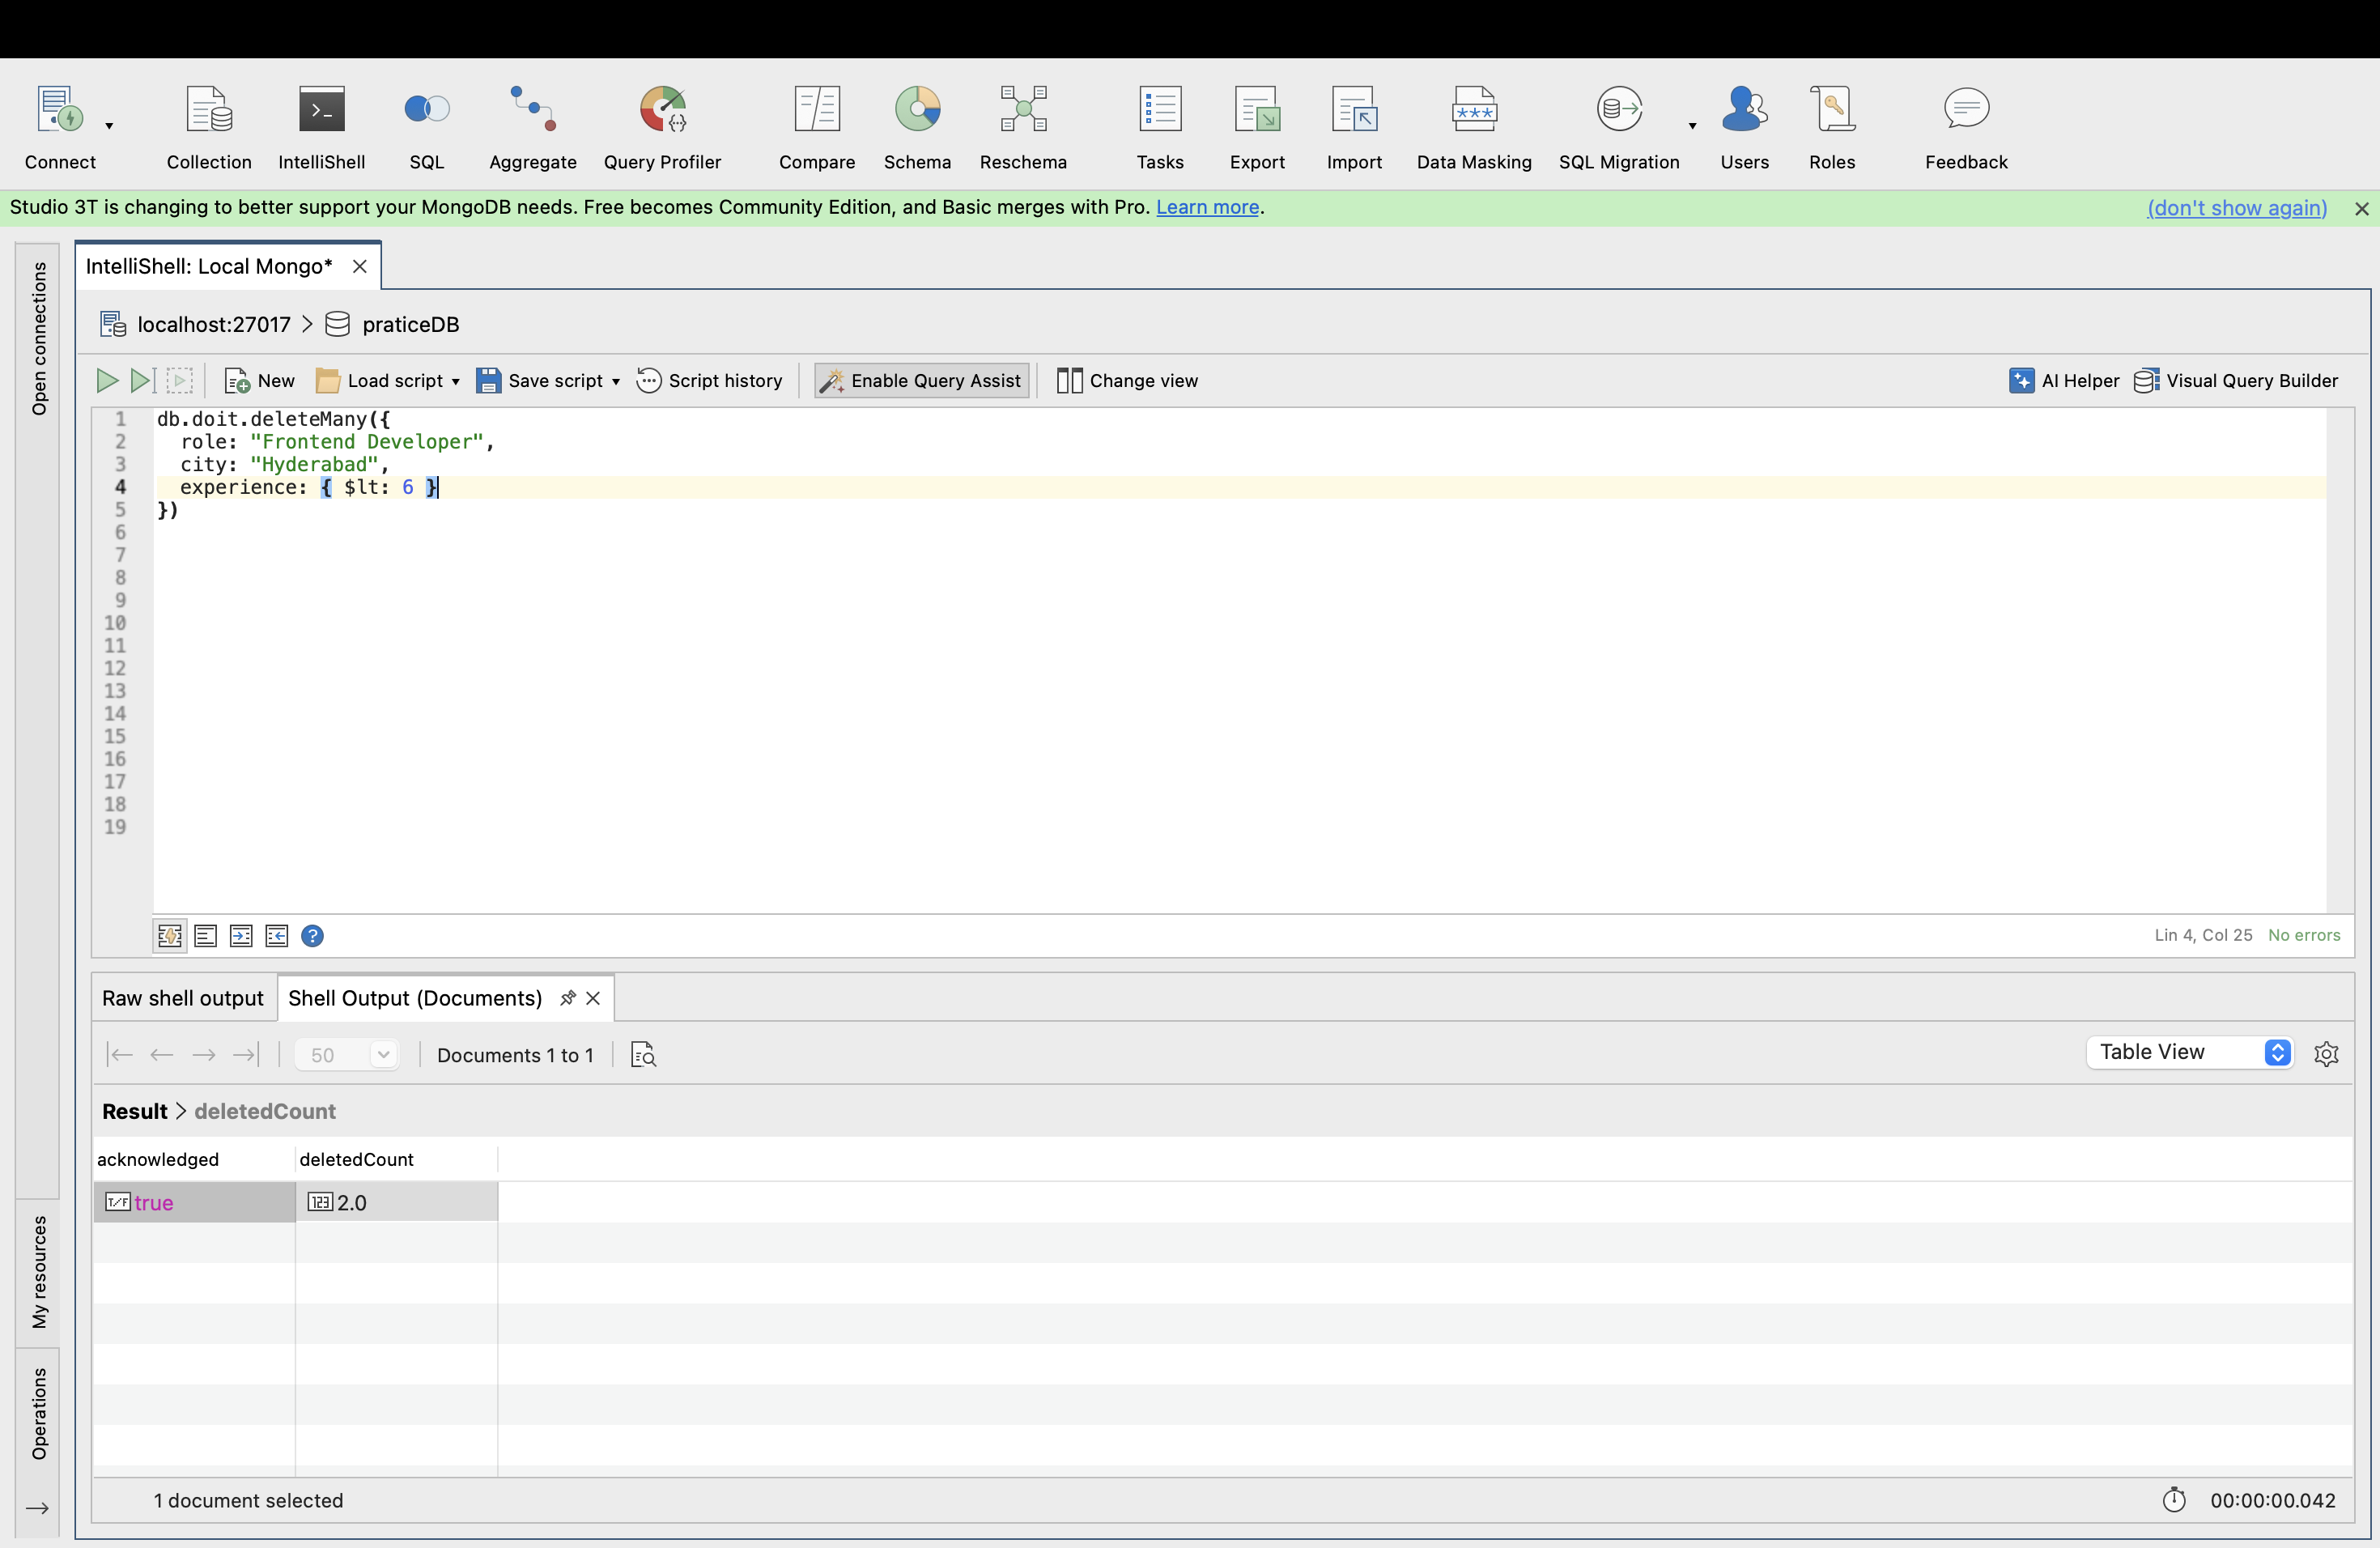 Connect
Collection
IntelliShell
SQL
Aggregate
Query Profiler
Compare
Schema
Reschema
Tasks
Export
Import
Data Masking
SQL Migration
Users
Roles
Feedback
Studio 3T is changing to better support your MongoDB needs. Free becomes Community Edition, and Basic merges with Pro. Learn more.
(don't show again)
Open connections
My resources
Operations
IntelliShell: Local Mongo*
localhost:27017 > praticeDB
New
Load script
Save script
Script history
Enable Query Assist
Change view
AI Helper
Visual Query Builder
1 db.doit.deleteMany({
2 role: "Frontend Developer",
3 city: "Hyderabad",
4 experience: { $lt: 6 }
5 })
6
7
8
9
10
11
12
13
14
15
16
17
18
19
Lin 4, Col 25 No errors
Raw shell output
Shell Output (Documents)
50
Documents 1 to 1
Table View
Result > deletedCount
acknowledged deletedCount
T/F true 123 2.0
1 document selected
00:00:00.042